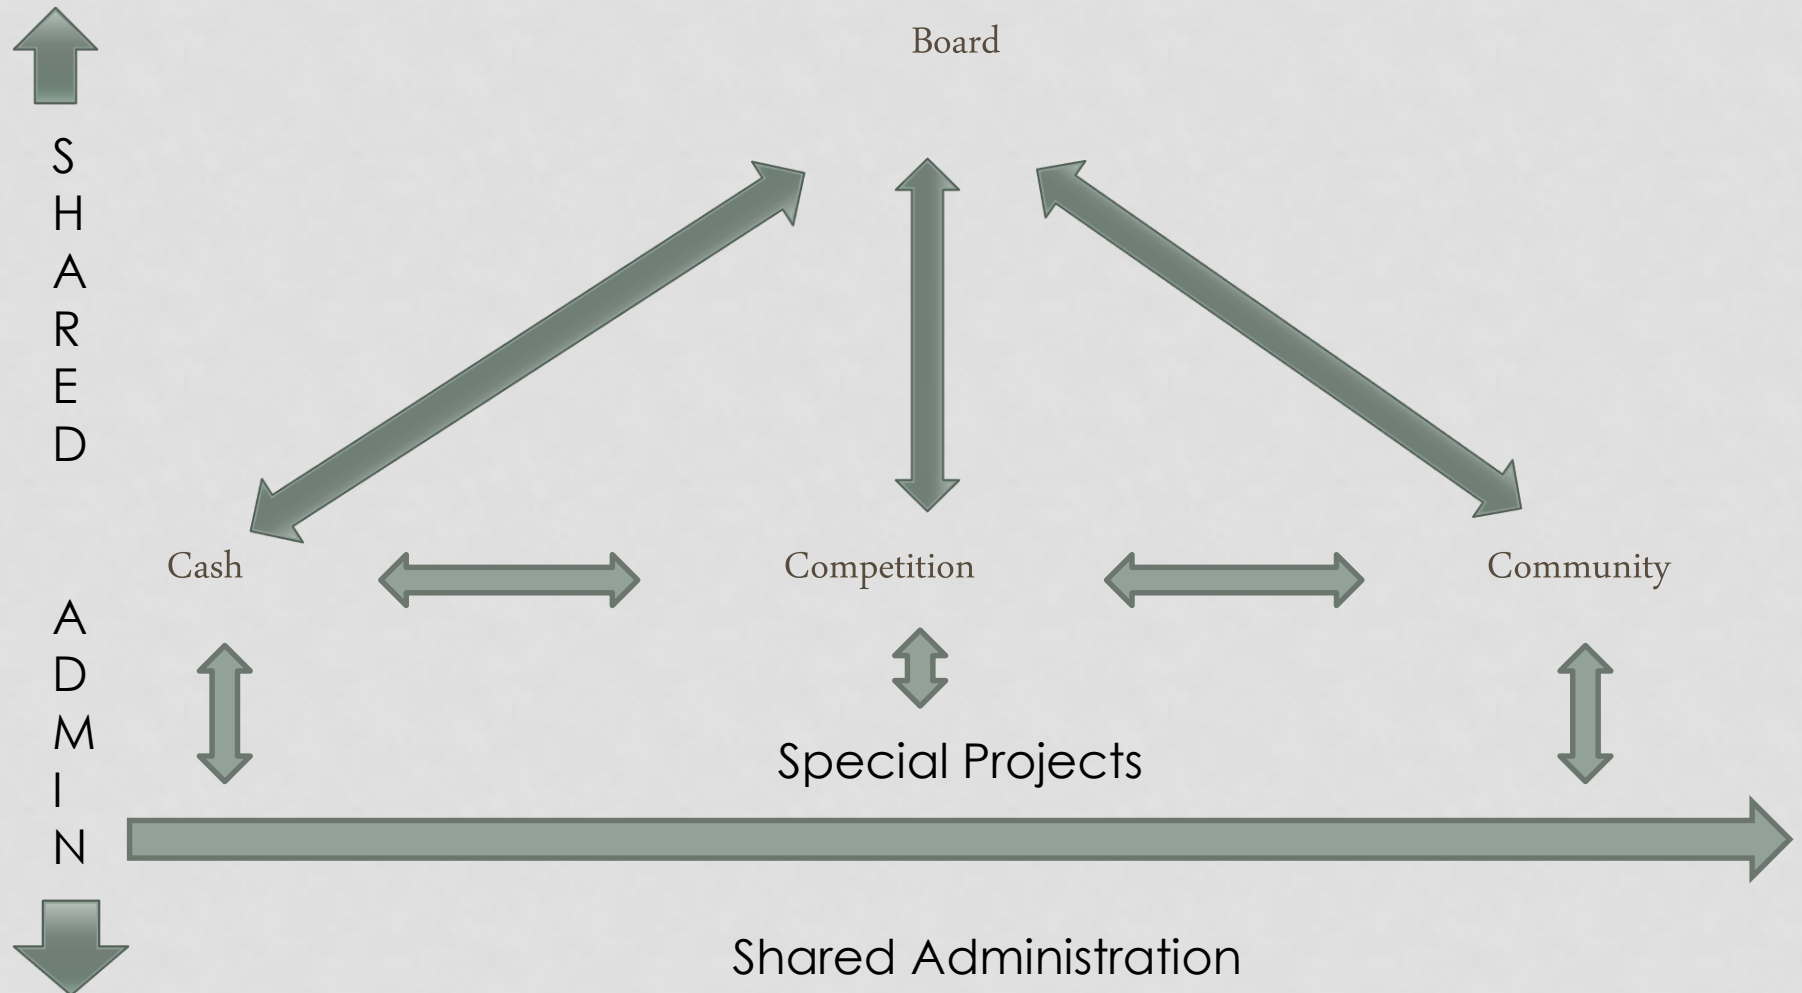 Board
S
H
A
R
E
D
A
D
M
I
N
Cash
Competition
Community
Special Projects
Shared Administration